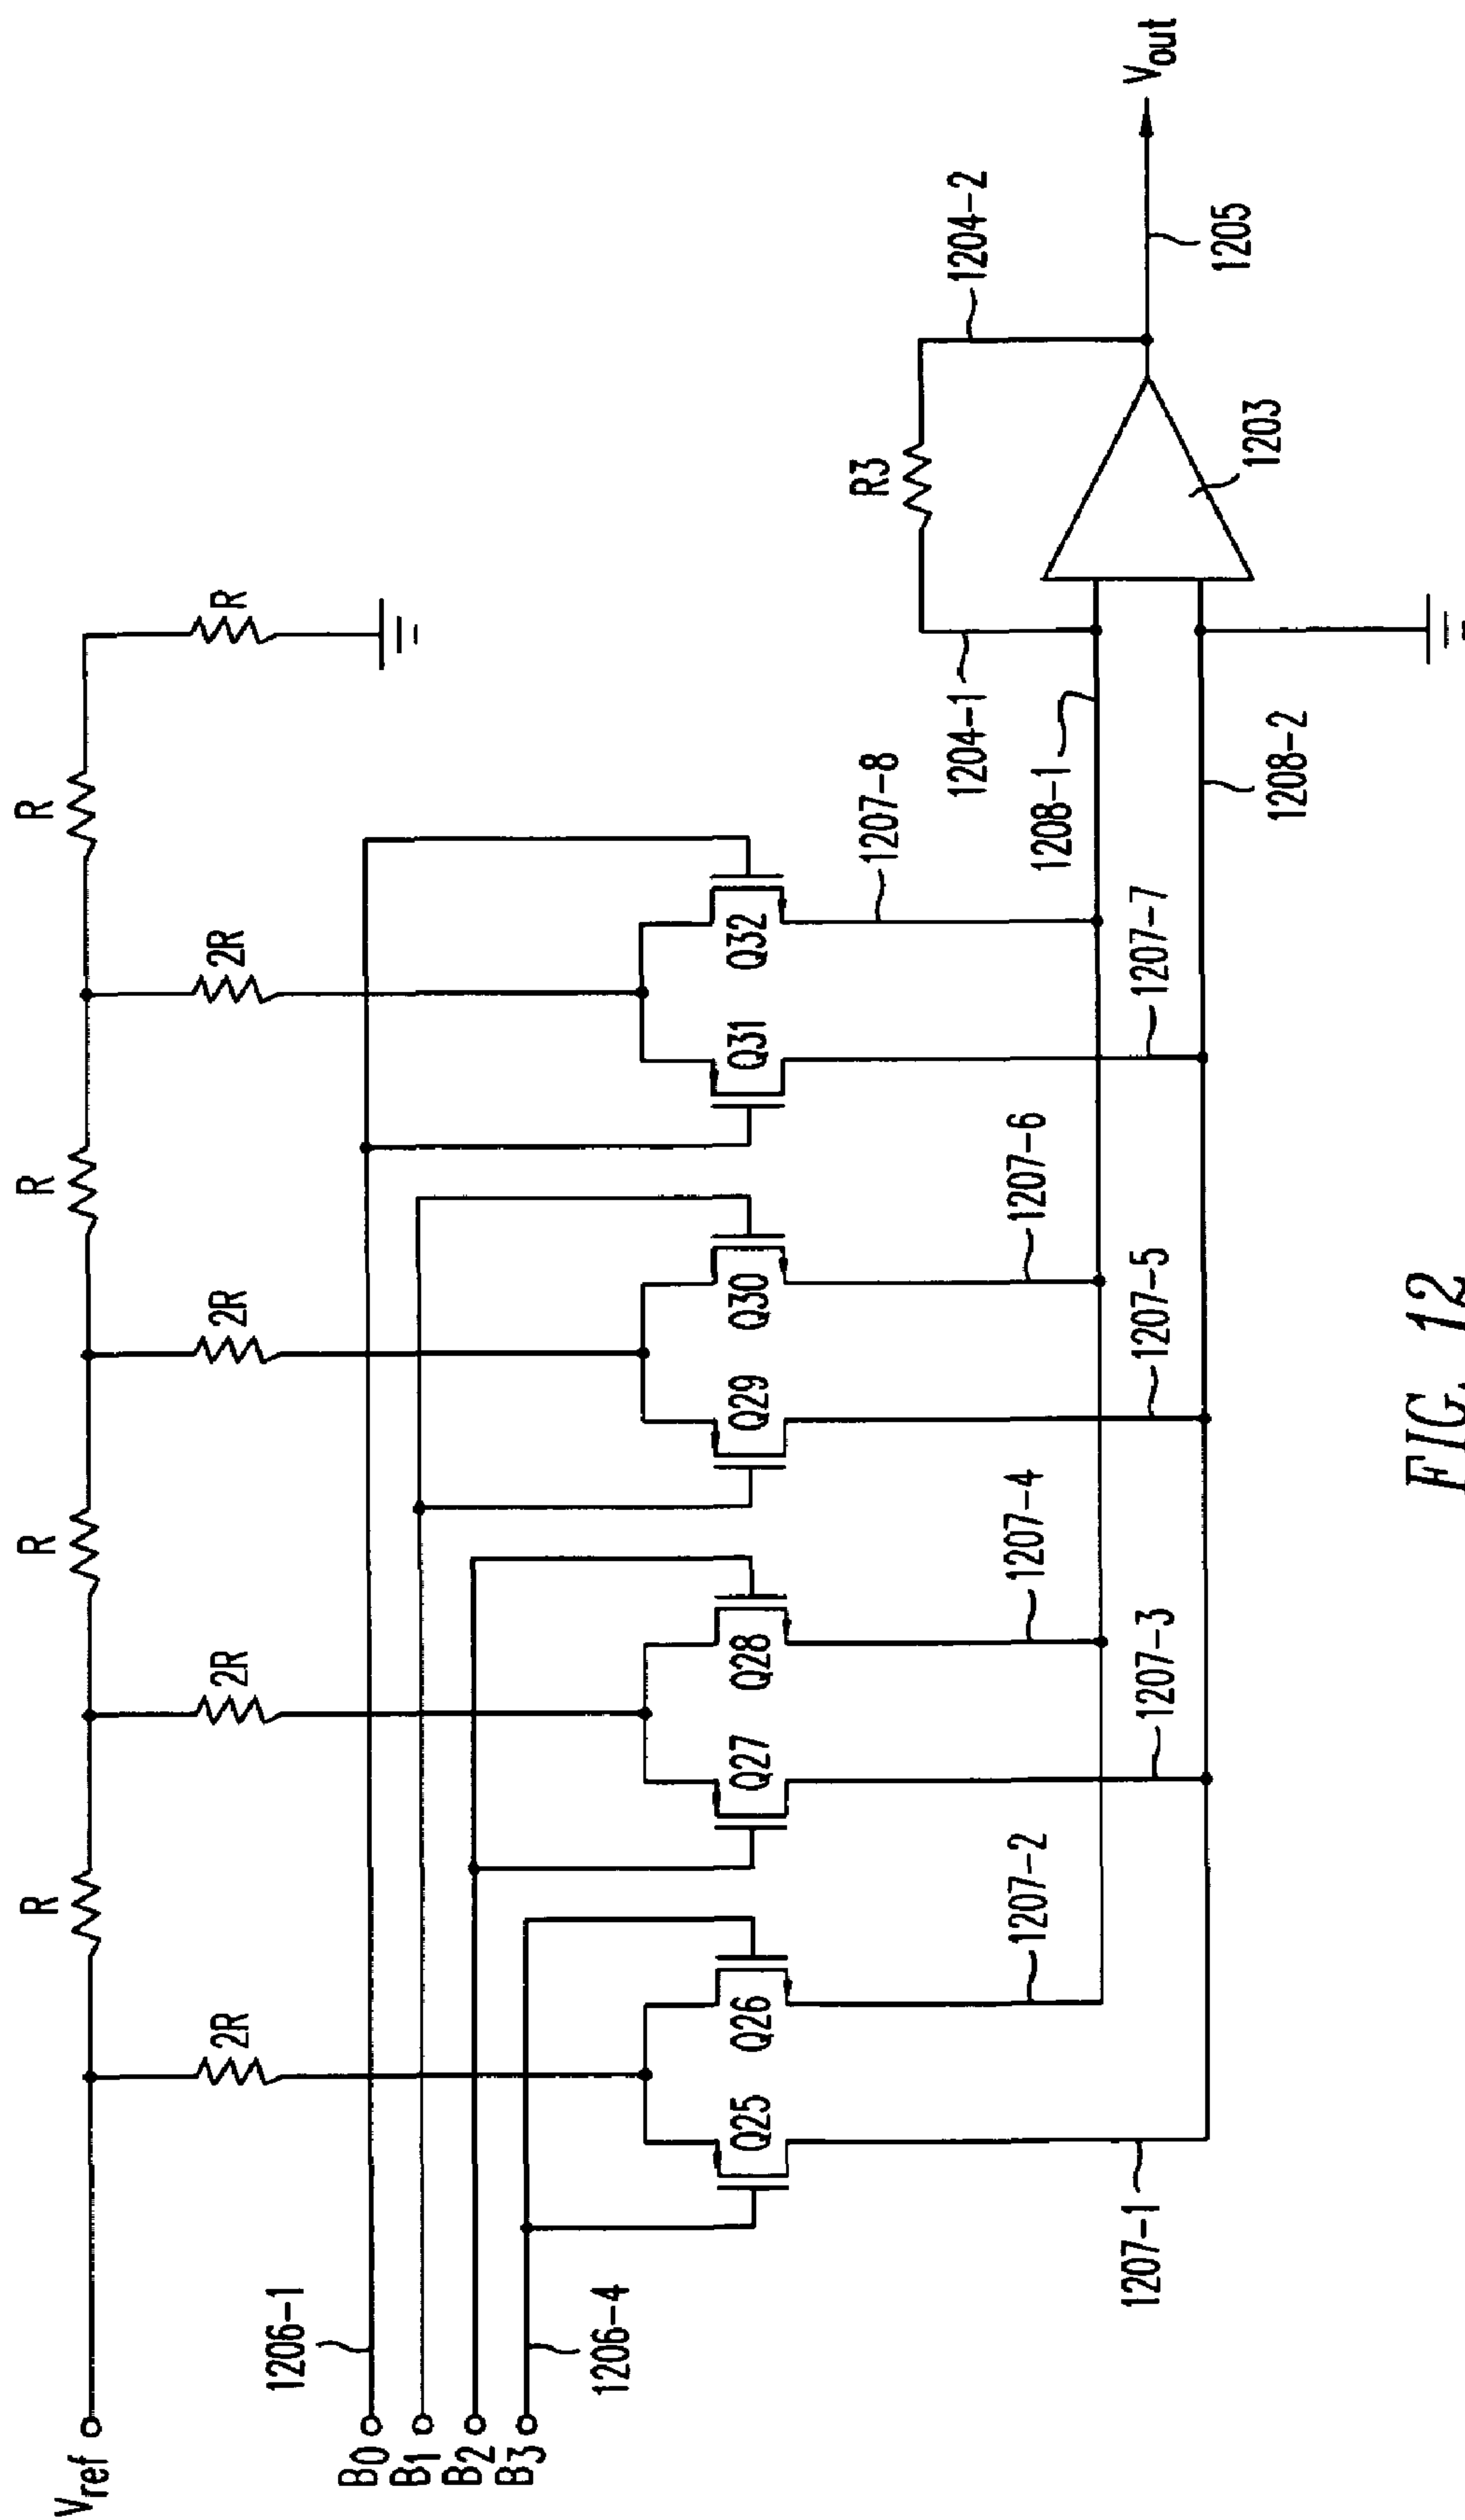 R
R
R
R
R
2R
2R
2R
2R
Vref
1206-1
B0
B1
B2
B3
1206-4
Q25
Q26
Q27
Q28
Q29
Q30
Q31
Q32
R3
1204-2
Vout
1207-8
1204-1
1208-1
1203
1205
1207-2
1207-4
1207-6
1207-1
1207-3
1207-5
1207-7
1208-2
FIG. 12